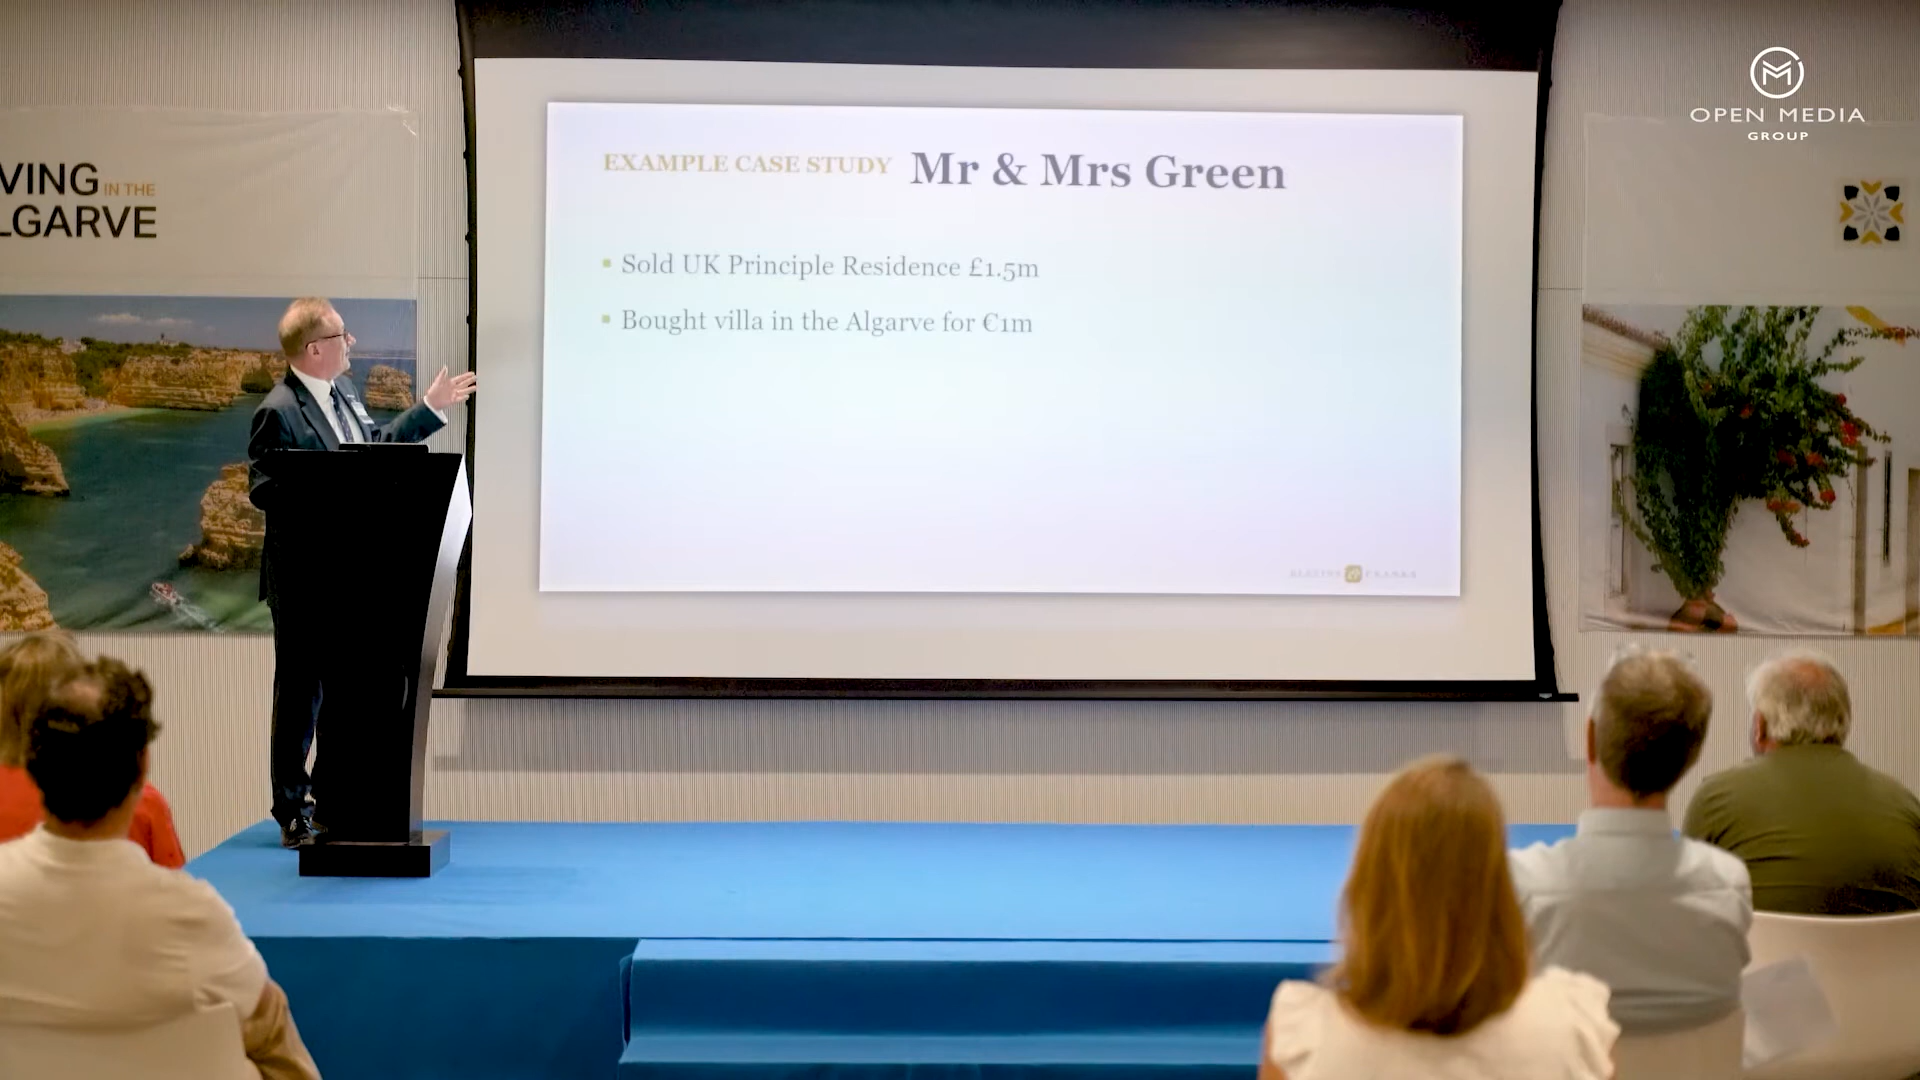 VING IN THE
LGARVE
EXAMPLE CASE STUDY Mr & Mrs Green
▪ Sold UK Principle Residence £1.5m
▪ Bought villa in the Algarve for €1m
FRANKS
OPEN MEDIA
GROUP